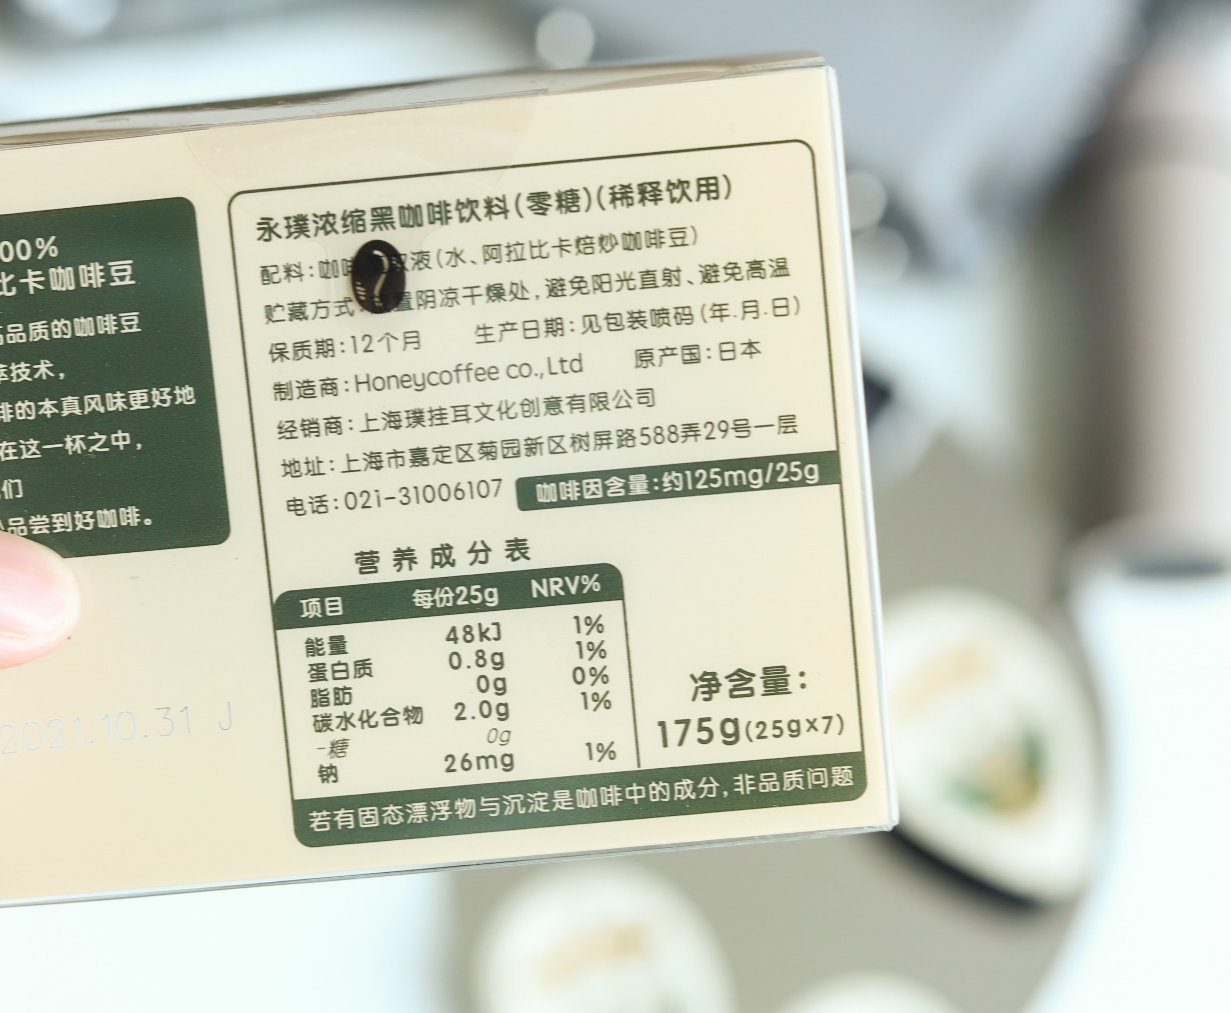 00%
比卡咖啡豆
高品质的咖啡豆
萃技术，
啡的本真风味更好地
在这一杯之中，
们
品尝到好咖啡。
2021.10.31 J
永璞浓缩黑咖啡饮料(零糖)(稀释饮用)
配料:咖 液(水、阿拉比卡焙炒咖啡豆)
贮藏方式 置阴凉干燥处,避免阳光直射、避免高温
保质期:12个月 生产日期:见包装喷码(年.月.日)
制造商:Honeycoffee co.,Ltd 原产国:日本
经销商:上海璞挂耳文化创意有限公司
地址:上海市嘉定区菊园新区树屏路588弄29号一层
电话:021-31006107 咖啡因含量:约125mg/25g
营养成分表
项目 每份25g NRV%
能量 48kJ 1%
蛋白质 0.8g 1%
脂肪 0g 0%
碳水化合物 2.0g 1%
-糖 0g
钠 26mg 1%
净含量:
175g(25g×7)
若有固态漂浮物与沉淀是咖啡中的成分,非品质问题